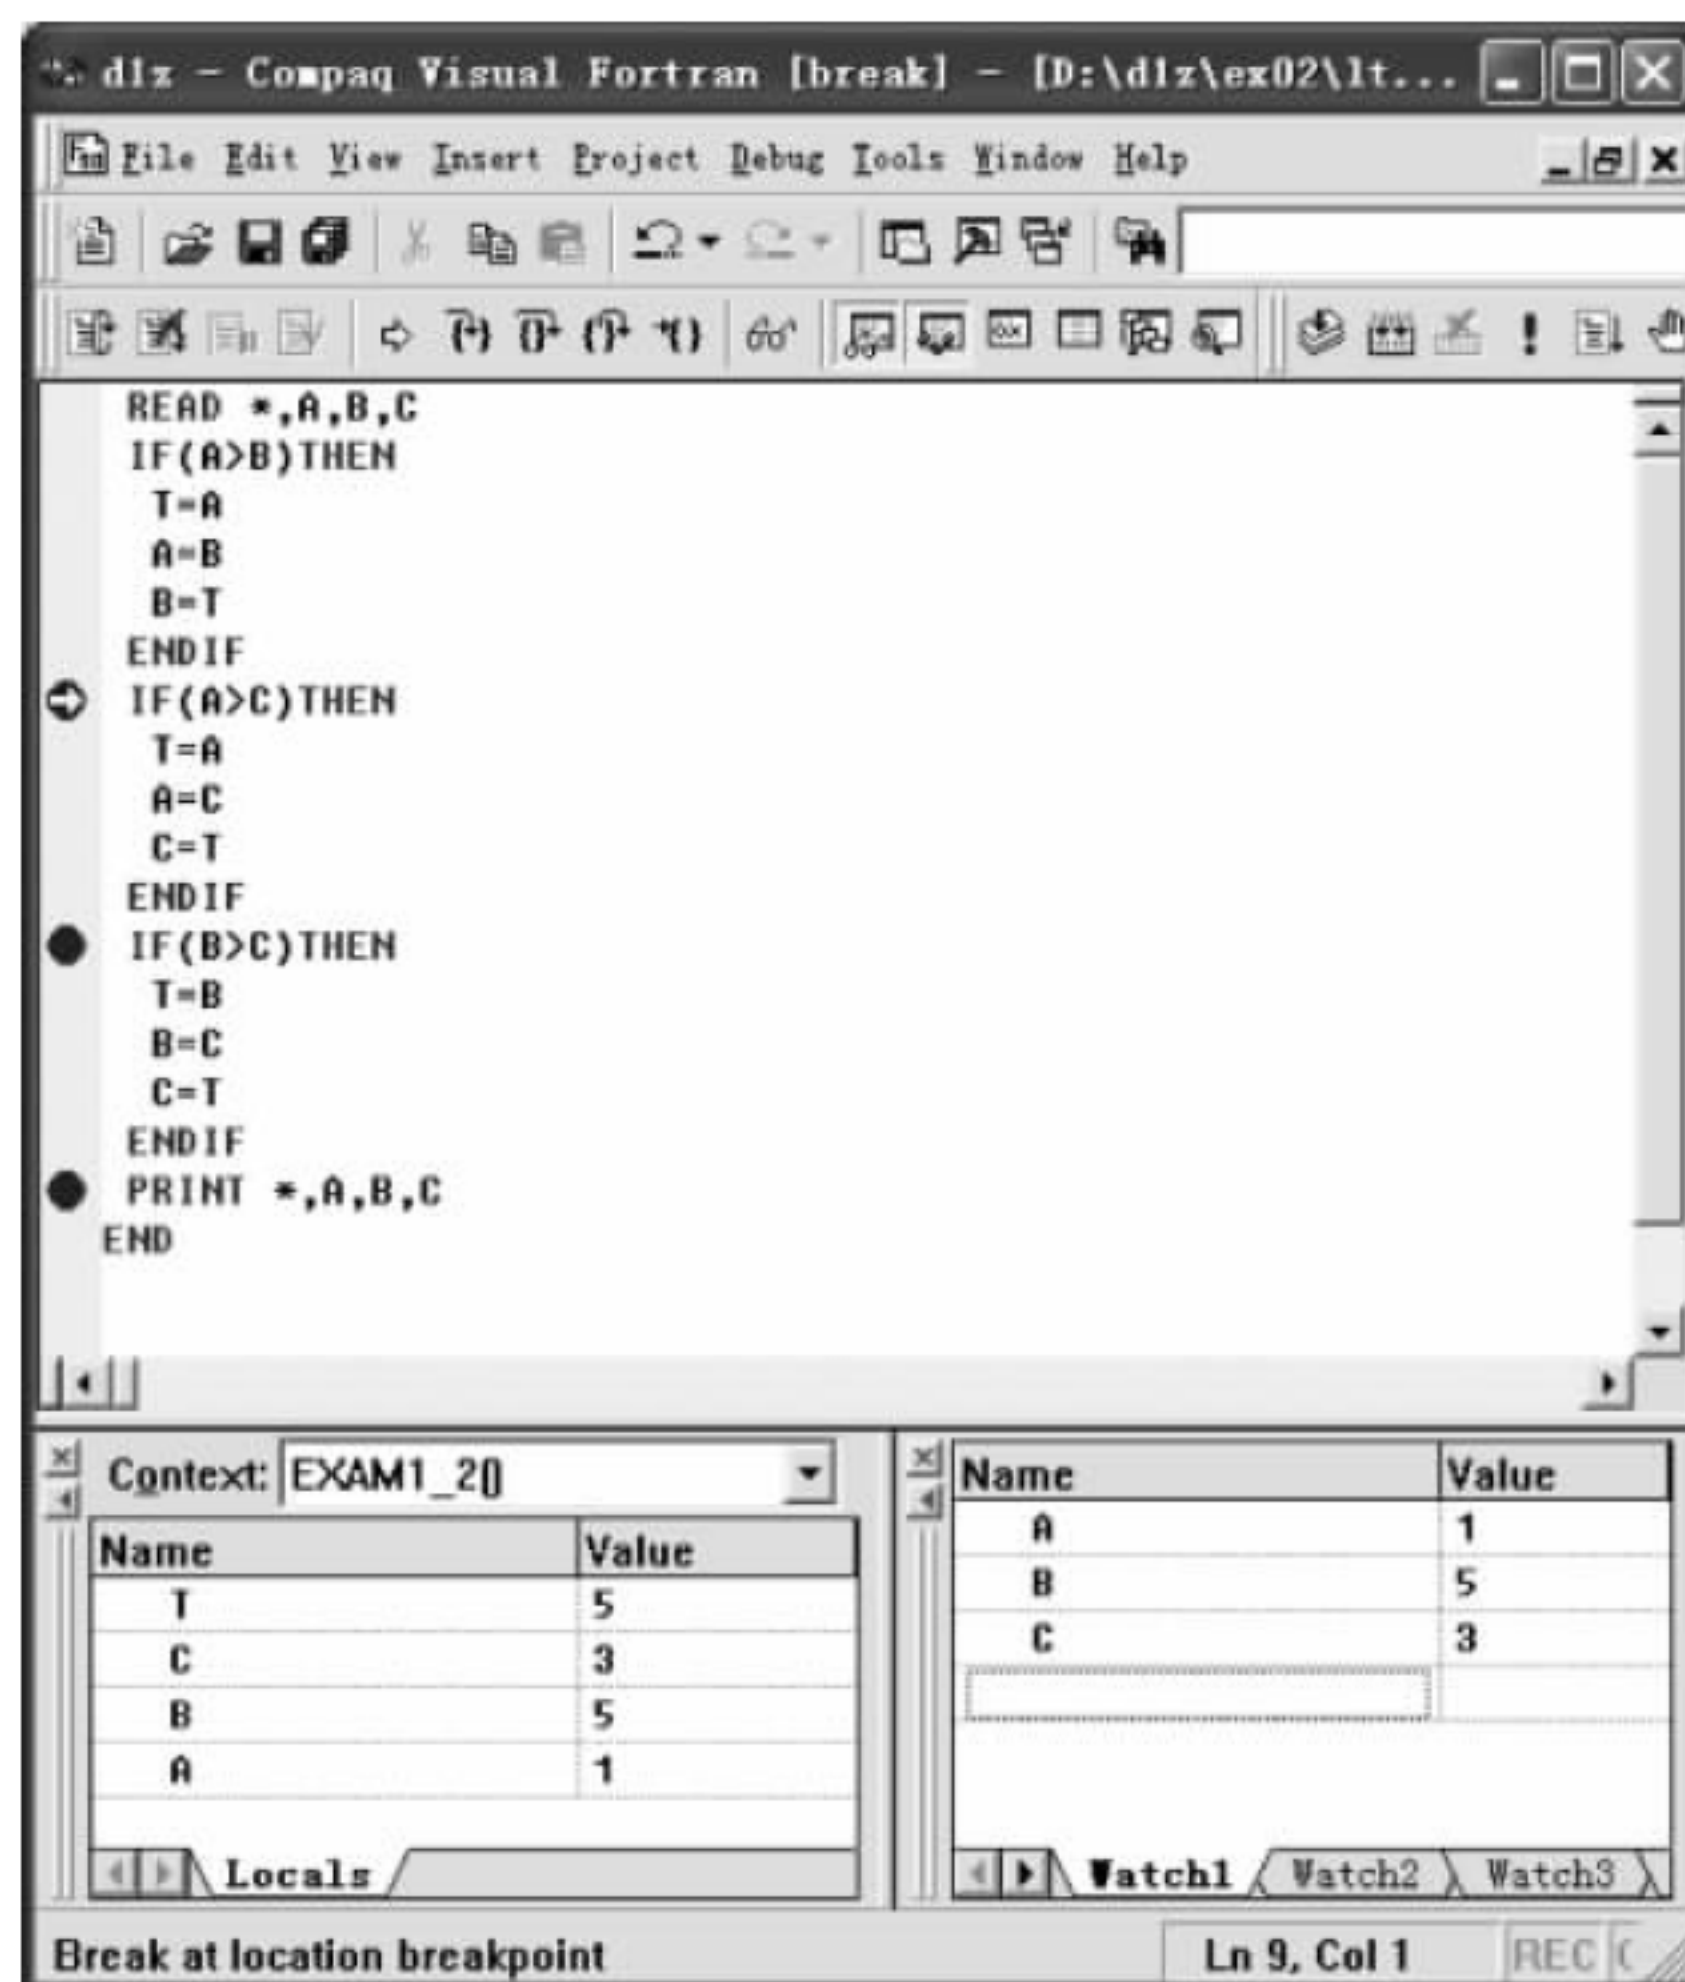 dlz - Compaq Visual Fortran [break] - [D:\dlz\ex02\lt...
File Edit View Insert Project Debug Tools Window Help
READ *,A,B,C
IF(A>B)THEN
T=A
A=B
B=T
ENDIF
IF(A>C)THEN
T=A
A=C
C=T
ENDIF
IF(B>C)THEN
T=B
B=C
C=T
ENDIF
PRINT *,A,B,C
END
Context: EXAM1_2()
Name Value
T 5
C 3
B 5
A 1
Locals
Name Value
A 1
B 5
C 3
Watch1 Watch2 Watch3
Break at location breakpoint Ln 9, Col 1 REC